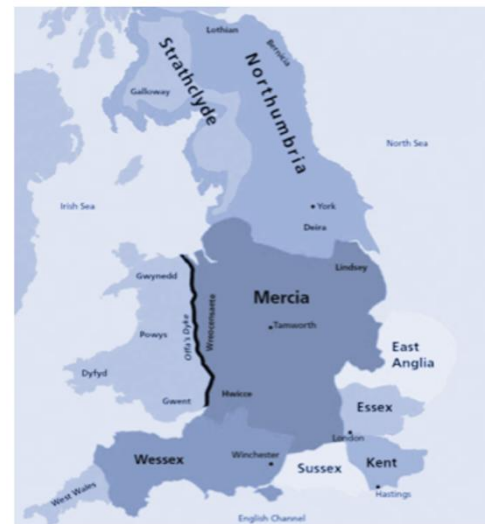 Lothian
Strathclyde
Bernicia
Northumbria
Galloway
North Sea
Irish Sea
York
Deira
Lindsey
Gwynedd
Mercia
Offa's Dyke
Wreocensaete
Tamworth
Powys
East
Anglia
Dyfyd
Hwicce
Gwent
Essex
London
Wessex
Winchester
Sussex
Kent
West Wales
Hastings
English Channel